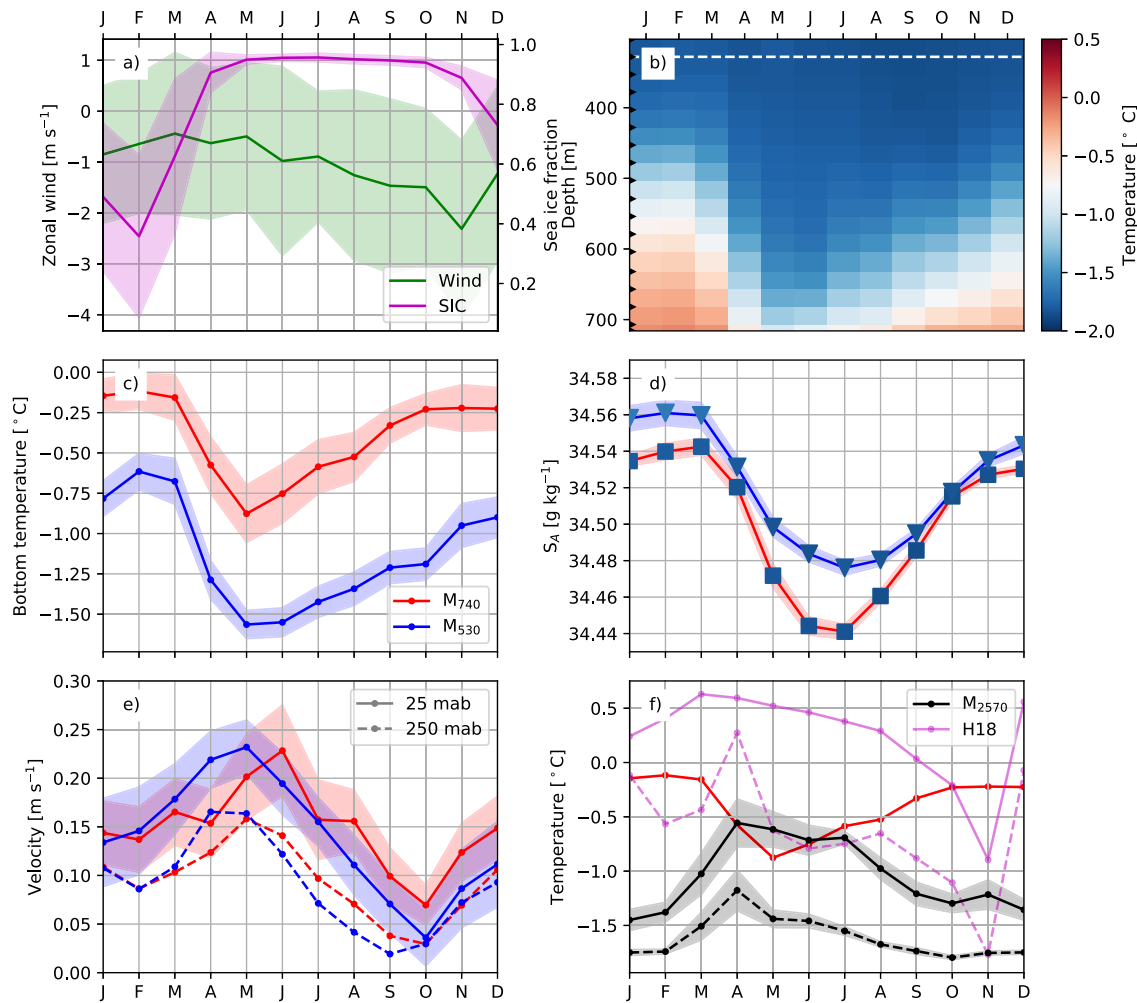 J F M A M J J A S O N D
J F M A M J J A S O N D
a)
1
0
−1
−2
−3
−4
Zonal wind [m s⁻¹]
1.0
0.8
0.6
0.4
0.2
Sea ice fraction
Wind
SIC
b)
400
500
600
700
Depth [m]
0.5
0.0
−0.5
−1.0
−1.5
−2.0
Temperature [ ° C]
c)
0.00
−0.25
−0.50
−0.75
−1.00
−1.25
−1.50
Bottom temperature [ ° C]
M₇₄₀
M₅₃₀
d)
34.58
34.56
34.54
34.52
34.50
34.48
34.46
34.44
S_A [g kg⁻¹]
e)
0.30
0.25
0.20
0.15
0.10
0.05
0.00
Velocity [m s⁻¹]
25 mab
250 mab
J F M A M J J A S O N D
f)
0.5
0.0
−0.5
−1.0
−1.5
Temperature [ ° C]
M₂₅₇₀
H18
J F M A M J J A S O N D